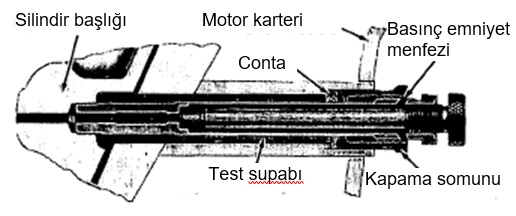 Silindir başlığı
Motor karteri
Basınç emniyet
menfezi
Conta
Test supabı
Kapama somunu